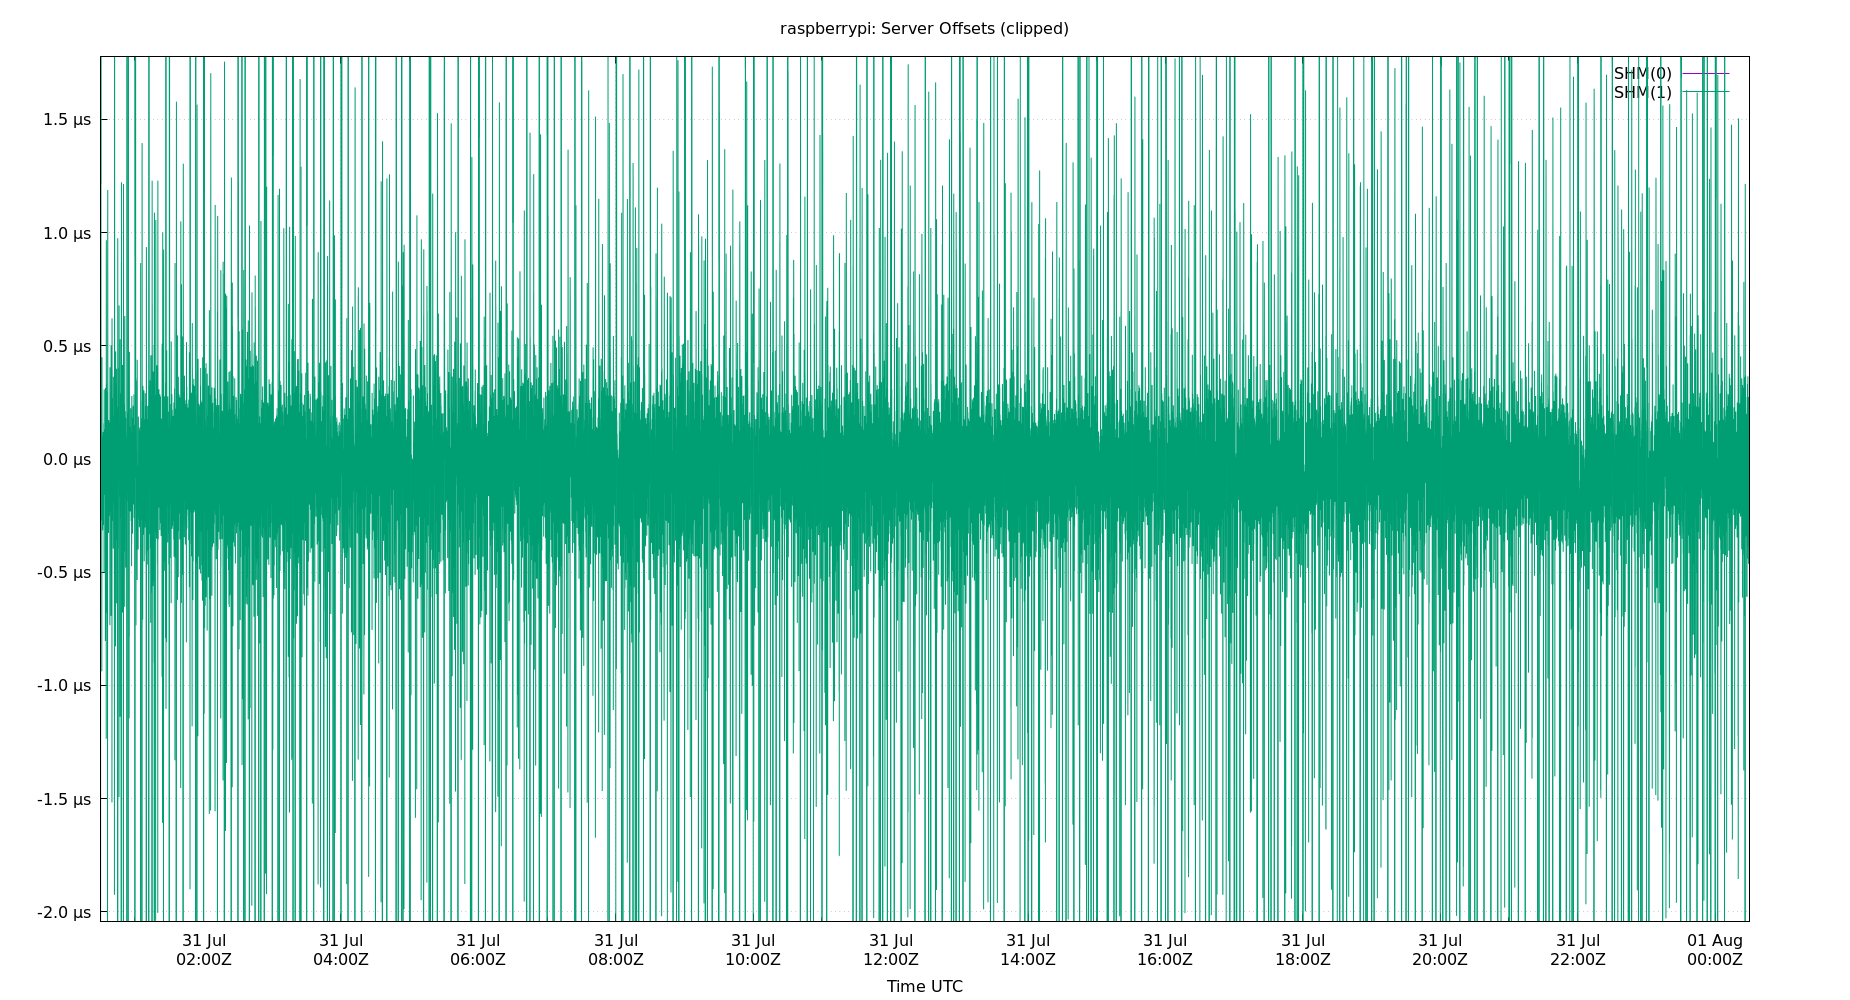 raspberrypi: Server Offsets (clipped)
SHM(0)
SHM(1)
1.5 µs
1.0 µs
0.5 µs
0.0 µs
-0.5 µs
-1.0 µs
-1.5 µs
-2.0 µs
31 Jul 31 Jul 31 Jul 31 Jul 31 Jul 31 Jul 31 Jul 31 Jul 31 Jul 31 Jul 31 Jul 01 Aug
02:00Z 04:00Z 06:00Z 08:00Z 10:00Z 12:00Z 14:00Z 16:00Z 18:00Z 20:00Z 22:00Z 00:00Z
Time UTC